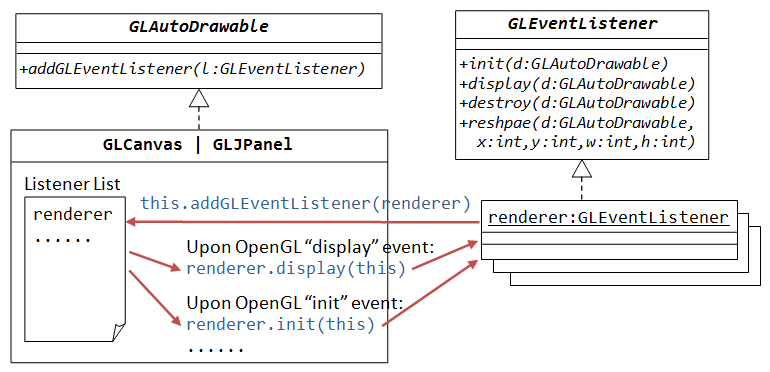 GLAutoDrawable
+addGLEventListener(l:GLEventListener)
GLEventListener
+init(d:GLAutoDrawable)
+display(d:GLAutoDrawable)
+destroy(d:GLAutoDrawable)
+reshpae(d:GLAutoDrawable,
x:int,y:int,w:int,h:int)
GLCanvas | GLJPanel
Listener List
renderer
......
this.addGLEventListener(renderer)
Upon OpenGL “display” event:
renderer.display(this)
Upon OpenGL “init” event:
renderer.init(this)
......
renderer:GLEventListener